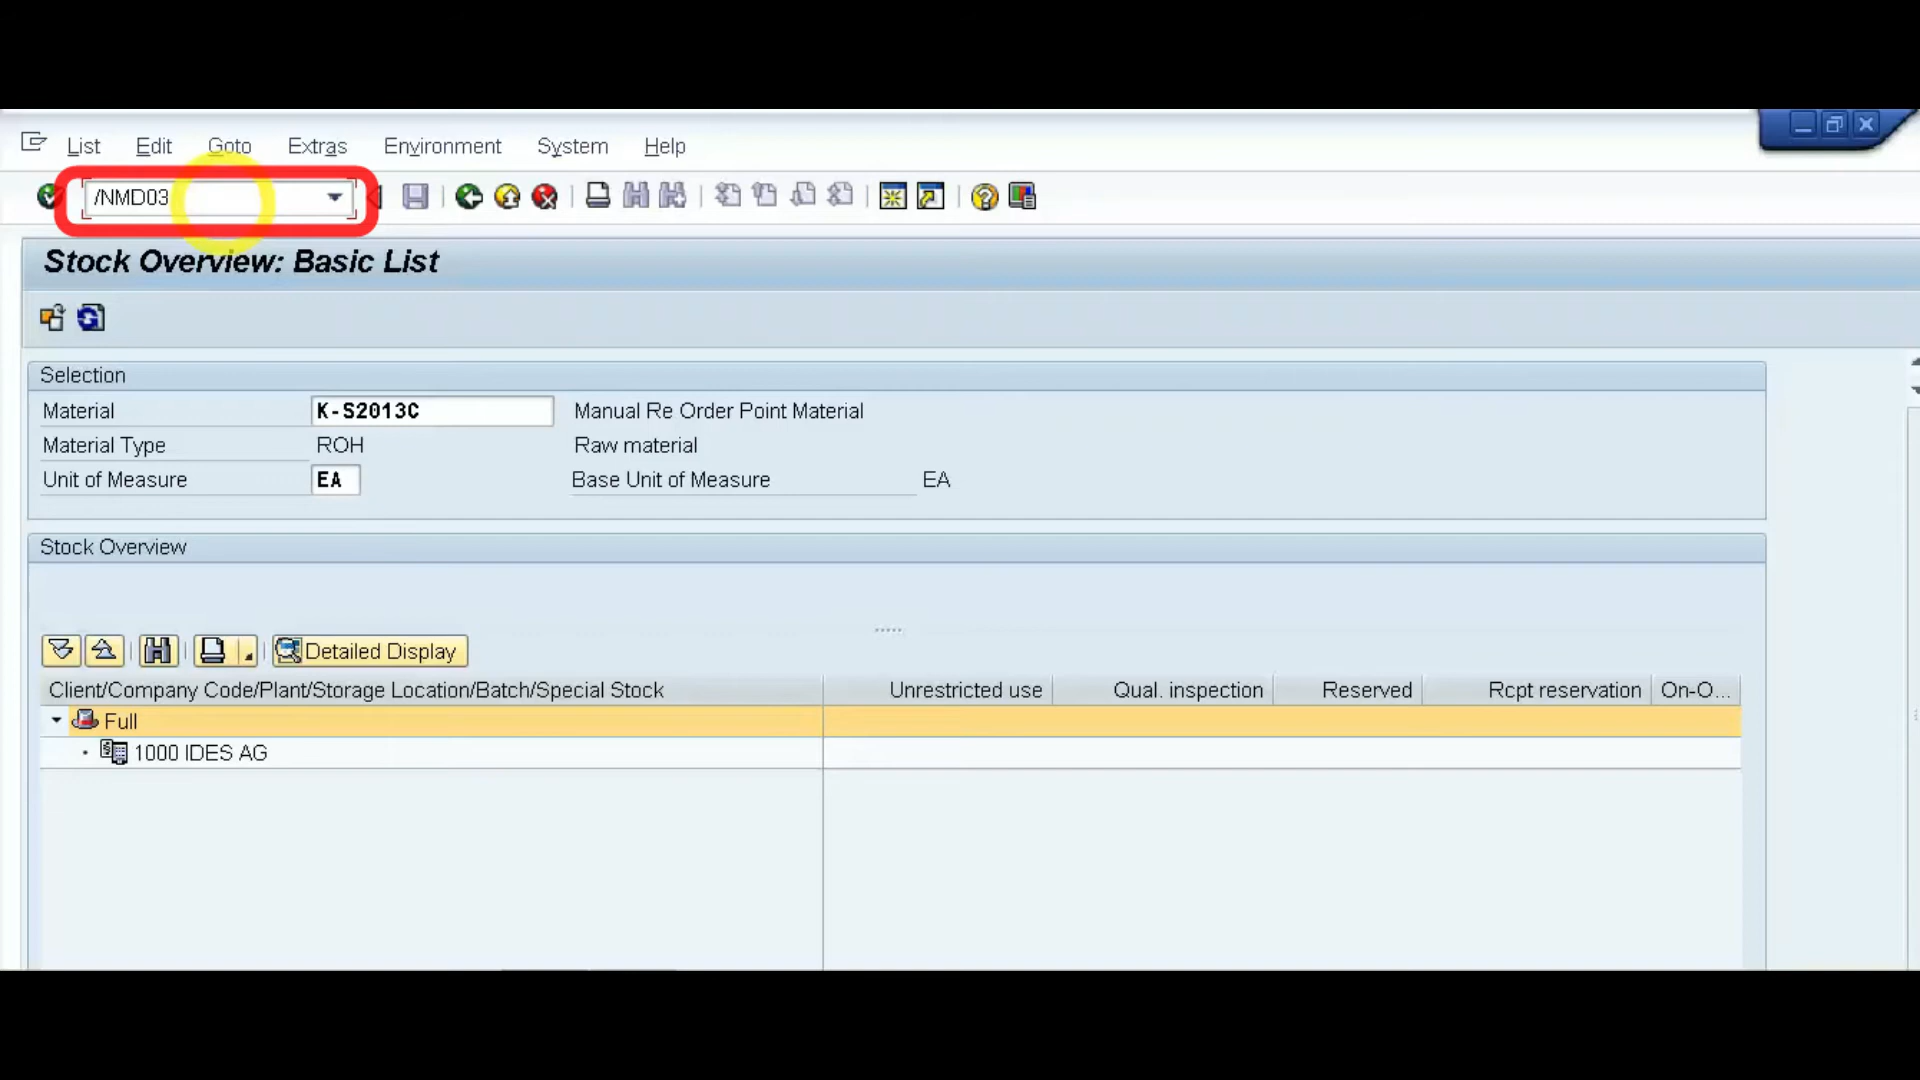 List Edit Goto Extras Environment System Help
/NMD03
Stock Overview: Basic List
Selection
Material K-S2013C Manual Re Order Point Material
Material Type ROH Raw material
Unit of Measure EA Base Unit of Measure EA
Stock Overview
Detailed Display
Client/Company Code/Plant/Storage Location/Batch/Special Stock Unrestricted use Qual. inspection Reserved Rcpt reservation On-O...
Full
1000 IDES AG